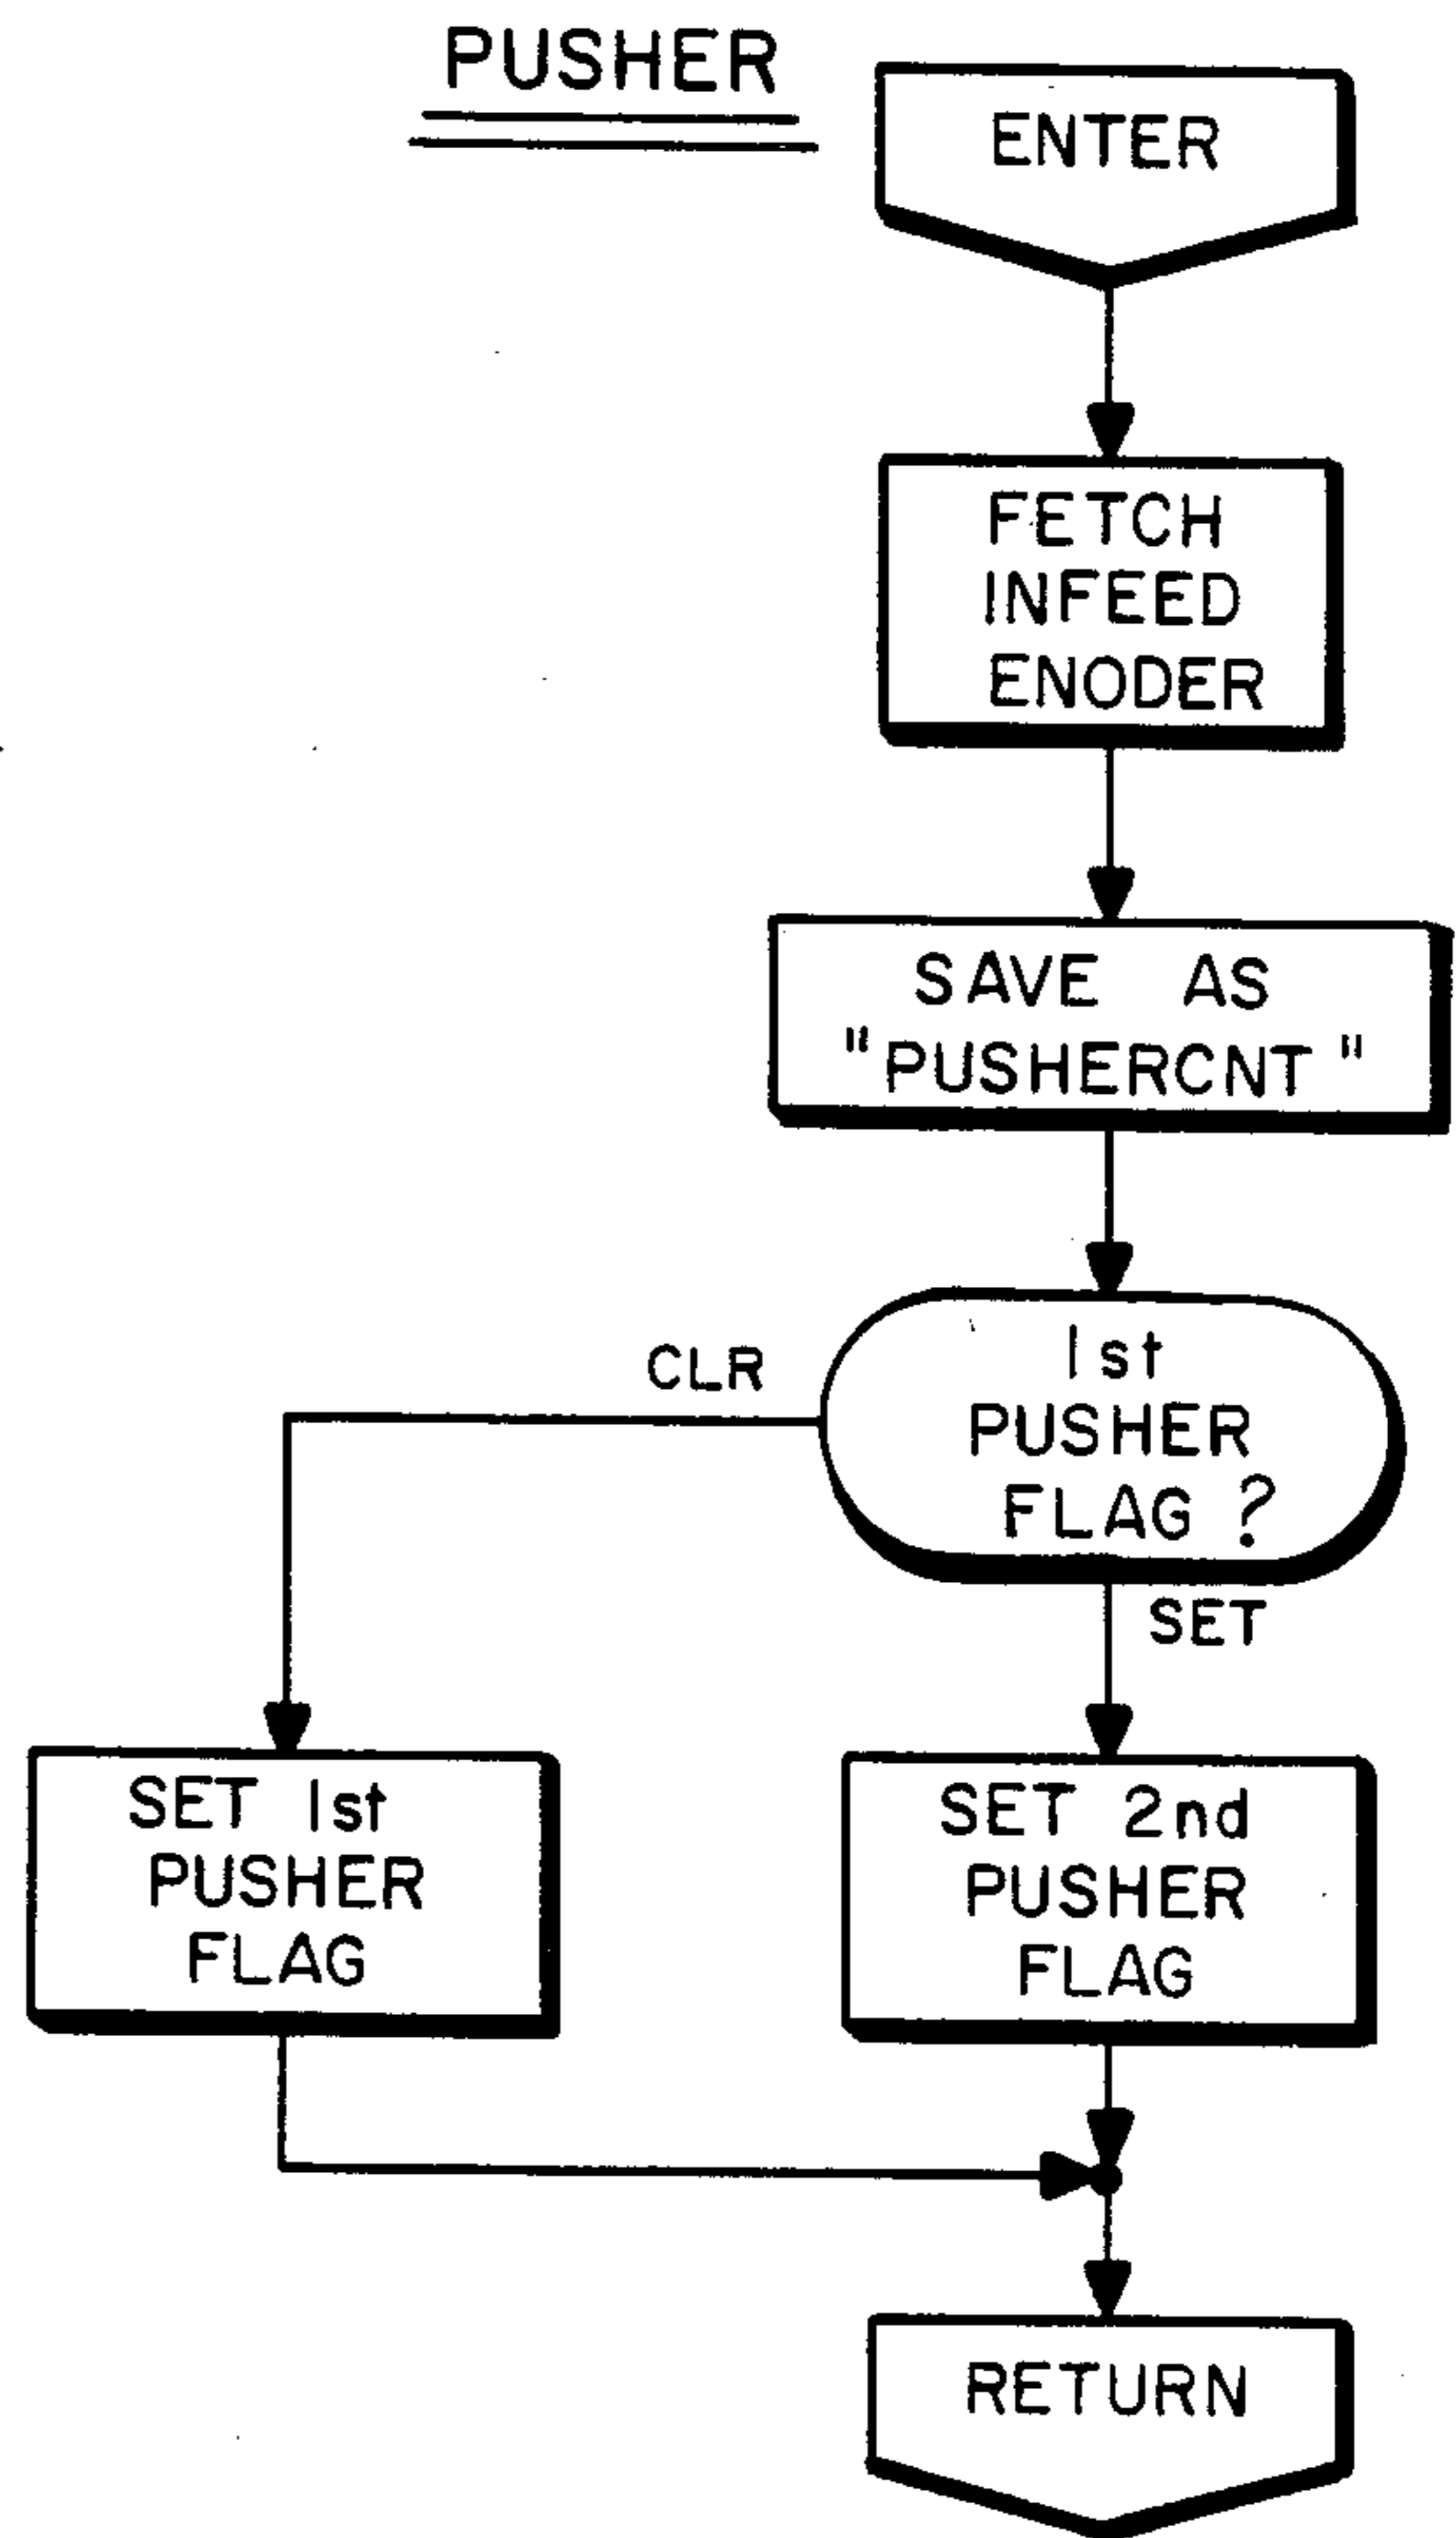 PUSHER
ENTER
FETCH
INFEED
ENODER
SAVE AS
"PUSHERCNT"
1st
PUSHER
FLAG ?
CLR
SET
SET 1st
PUSHER
FLAG
SET 2nd
PUSHER
FLAG
RETURN